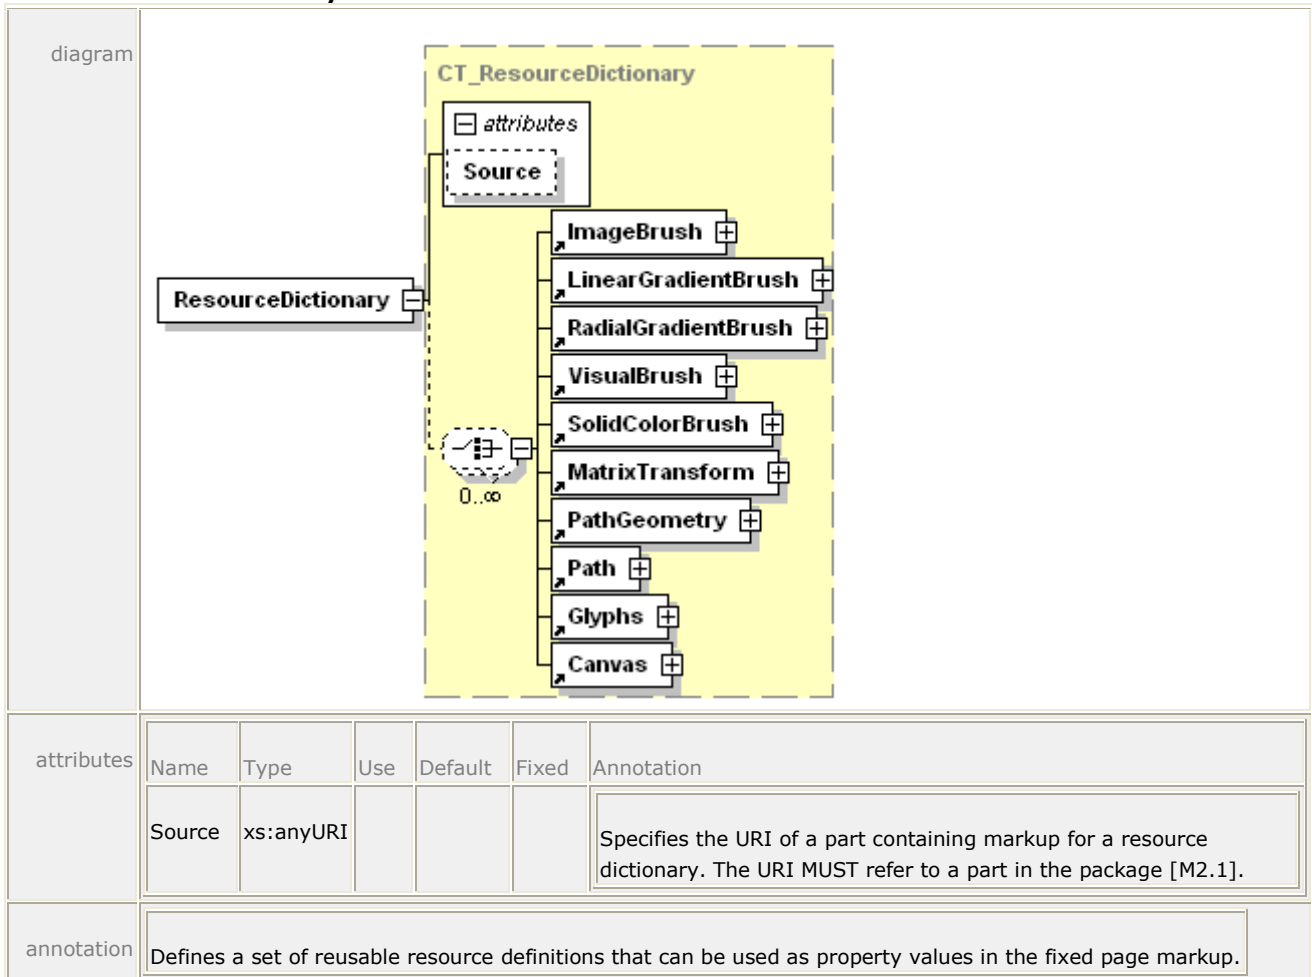 diagram
CT_ResourceDictionary
attributes
Source
ResourceDictionary
ImageBrush
LinearGradientBrush
RadialGradientBrush
VisualBrush
SolidColorBrush
MatrixTransform
PathGeometry
Path
Glyphs
Canvas
0..∞
attributes
Name Type Use Default Fixed Annotation
Source xs:anyURI Specifies the URI of a part containing markup for a resource
dictionary. The URI MUST refer to a part in the package [M2.1].
annotation
Defines a set of reusable resource definitions that can be used as property values in the fixed page markup.